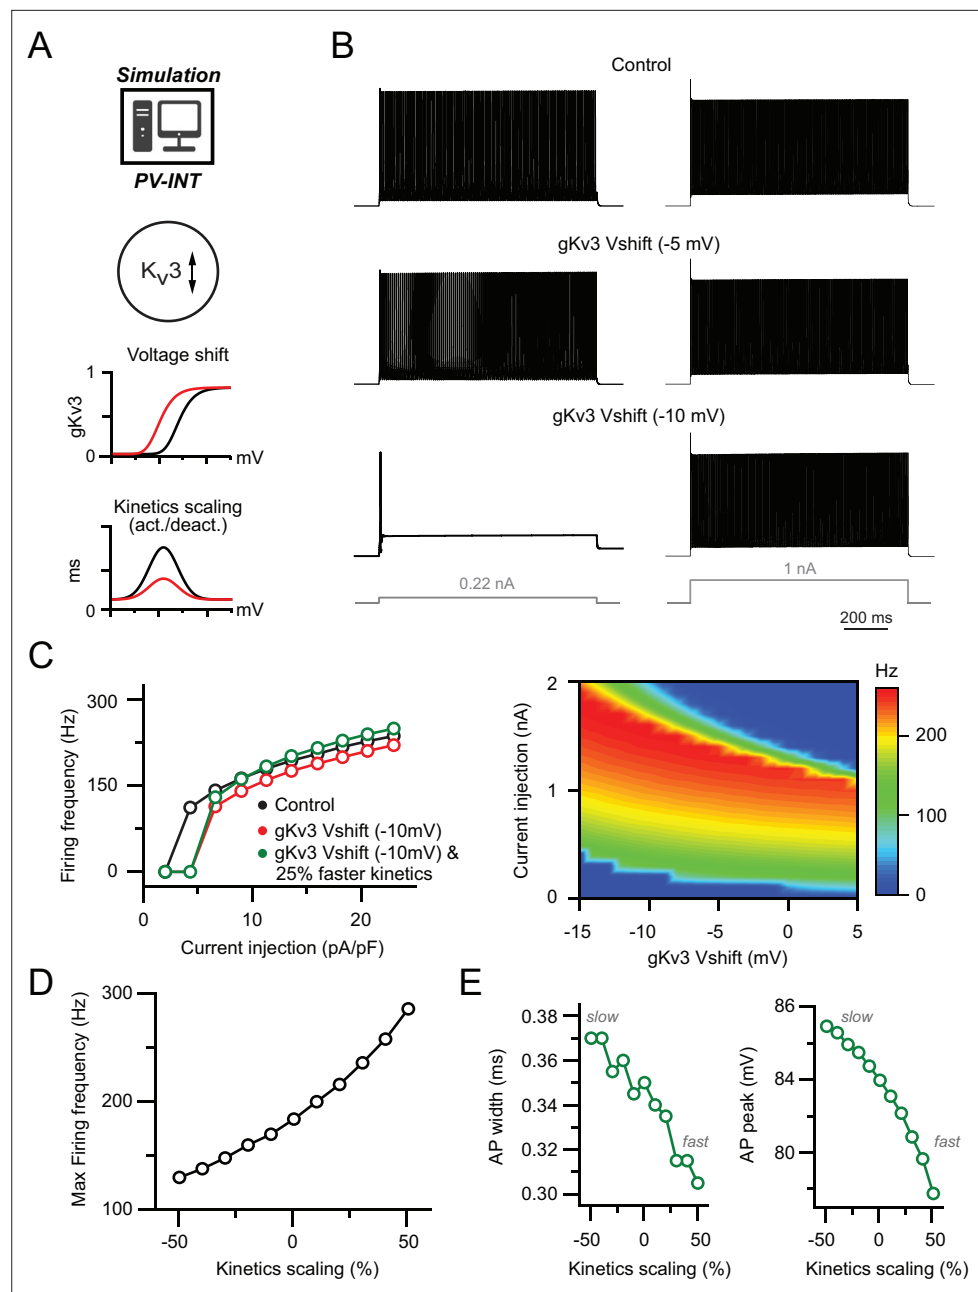 A
Simulation
PV-INT
KV3
Voltage shift
1
gKv3
0
mV
Kinetics scaling
(act./deact.)
ms
0
mV
B
Control
gKv3 Vshift (-5 mV)
gKv3 Vshift (-10 mV)
0.22 nA
1 nA
200 ms
C
Firing frequency (Hz)
300
150
0
0
10
20
Current injection (pA/pF)
Control
gKv3 Vshift (-10mV)
gKv3 Vshift (-10mV) &
25% faster kinetics
Current injection (nA)
2
1
0
-15
-10
-5
0
5
gKv3 Vshift (mV)
Hz
200
100
0
D
Max Firing frequency (Hz)
300
200
100
-50
0
50
Kinetics scaling (%)
E
AP width (ms)
0.38
0.36
0.34
0.32
0.30
slow
fast
-50
0
50
Kinetics scaling (%)
AP peak (mV)
86
84
80
slow
fast
-50
0
50
Kinetics scaling (%)